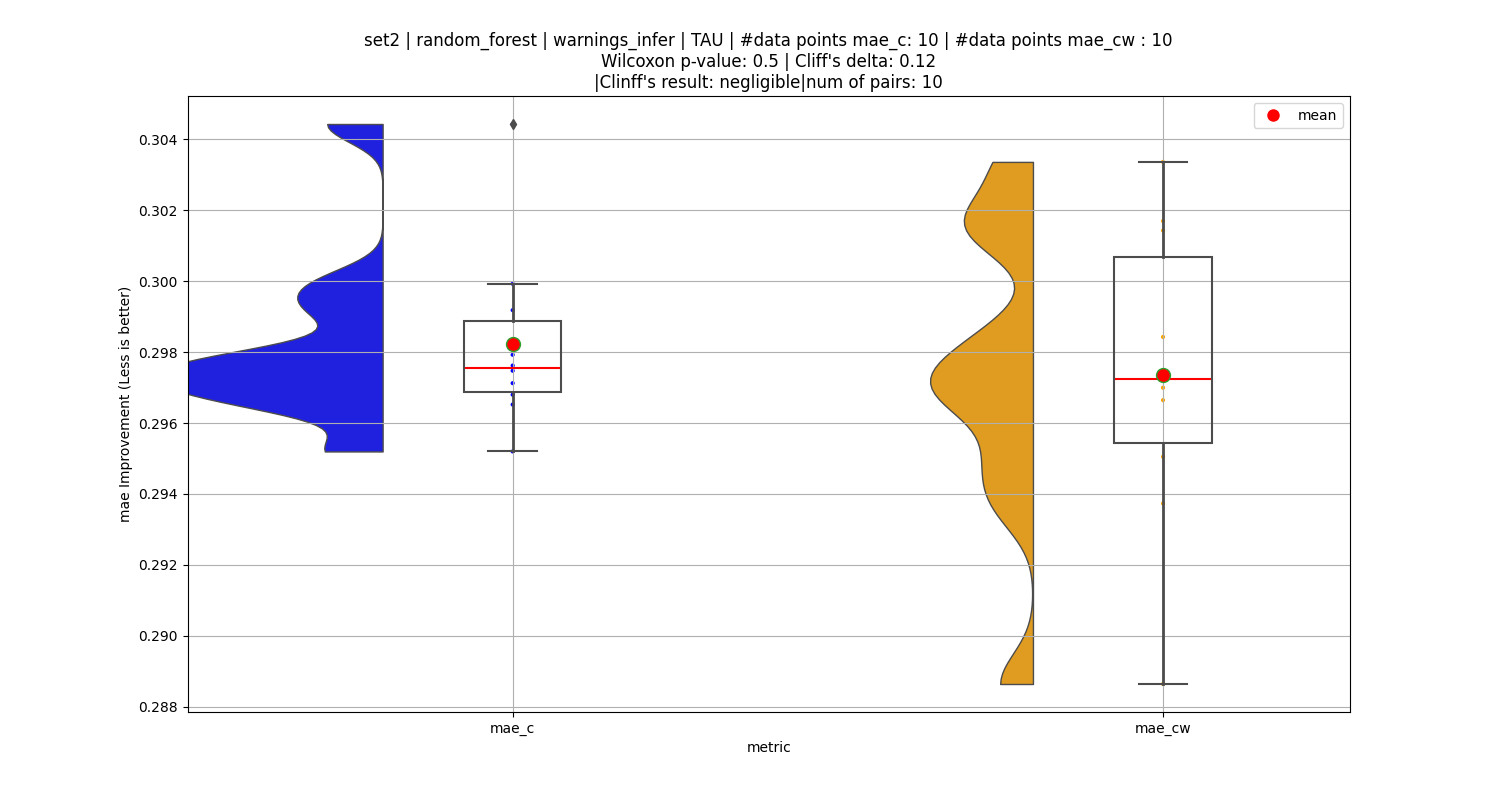 set2 | random_forest | warnings_infer | TAU | #data points mae_c: 10 | #data points mae_cw : 10
Wilcoxon p-value: 0.5 | Cliff's delta: 0.12
|Clinff's result: negligible|num of pairs: 10
mean
0.304
0.302
0.300
0.298
0.296
0.294
0.292
0.290
0.288
mae Improvement (Less is better)
mae_c
mae_cw
metric